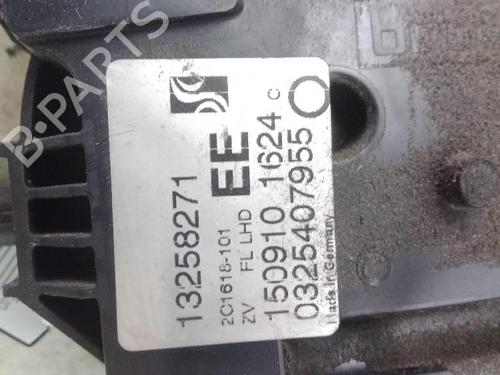 B-PARTS
13258271
2C1618-101
EE
ZV FL LHD
150910 1624 C
0325407955
Made in Germany